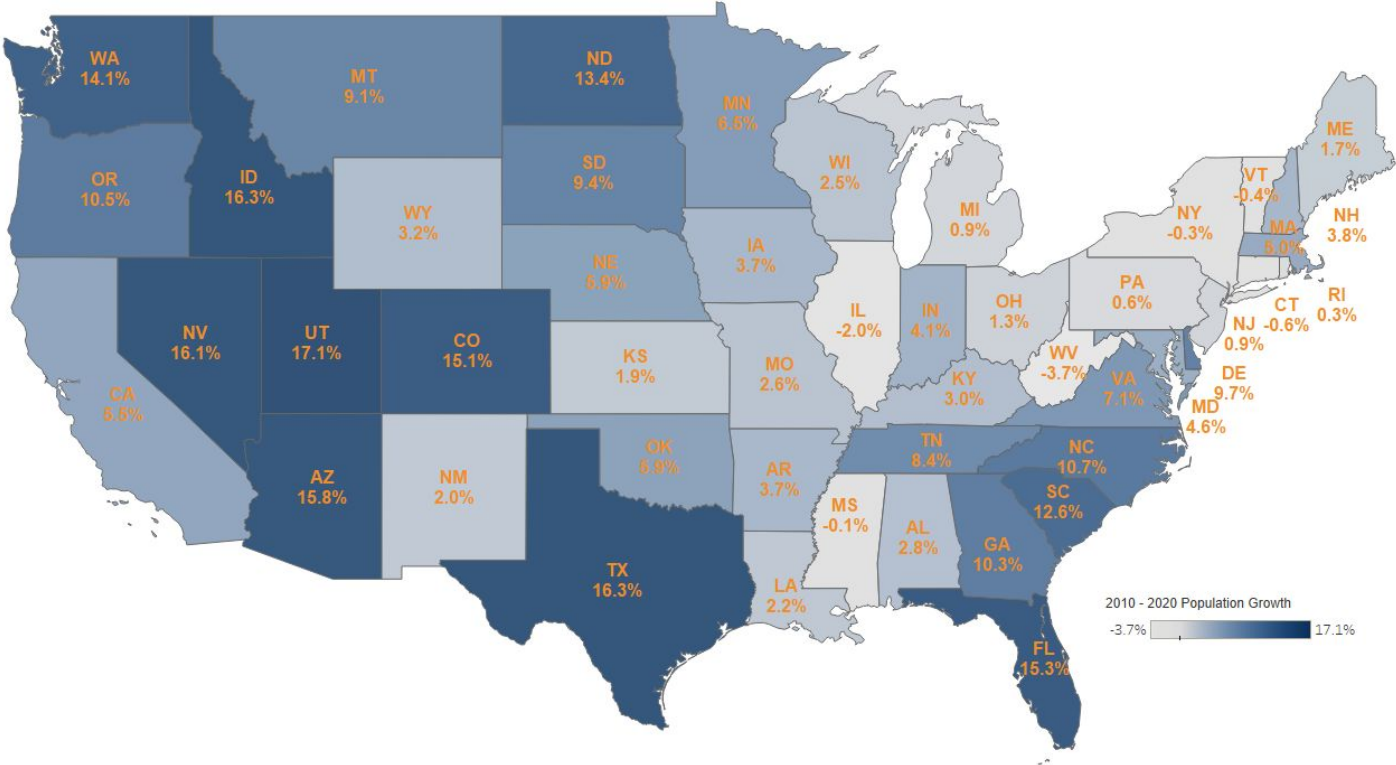 WA
14.1%
MT
9.1%
ND
13.4%
MN
6.5%
OR
10.5%
ID
16.3%
WY
3.2%
SD
9.4%
WI
2.5%
MI
0.9%
NY
-0.3%
VT
-0.4%
ME
1.7%
NH
3.8%
MA
5.0%
NE
5.9%
IA
3.7%
IL
-2.0%
IN
4.1%
OH
1.3%
PA
0.6%
NJ
0.9%
CT
-0.6%
RI
0.3%
NV
16.1%
UT
17.1%
CO
15.1%
KS
1.9%
MO
2.6%
KY
3.0%
WV
-3.7%
VA
7.1%
DE
9.7%
MD
4.6%
CA
5.5%
AZ
15.8%
NM
2.0%
OK
5.9%
AR
3.7%
TN
8.4%
NC
10.7%
SC
12.6%
MS
-0.1%
AL
2.8%
GA
10.3%
TX
16.3%
LA
2.2%
FL
15.3%
2010 - 2020 Population Growth
-3.7% 17.1%